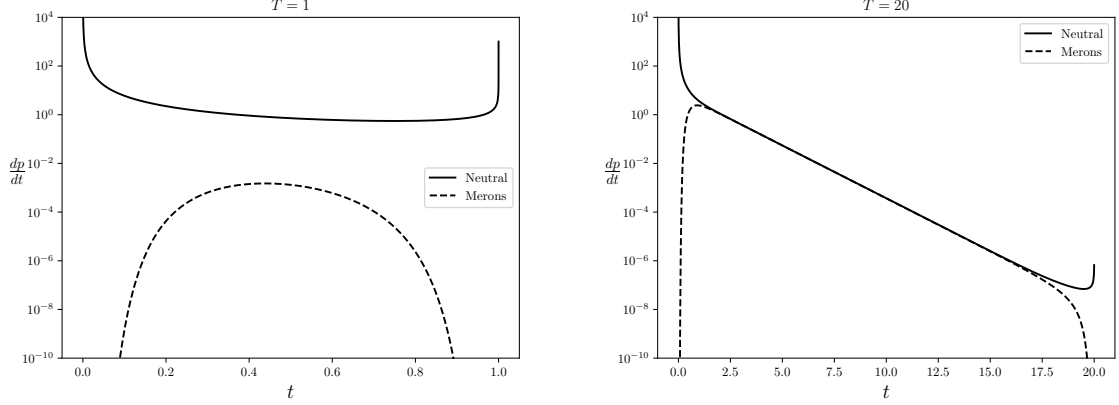 T = 1
10^4
10^2
10^0
dp/dt
10^−2
10^−4
10^−6
10^−8
10^−10
Neutral
Merons
0.0 0.2 0.4 0.6 0.8 1.0
t
T = 20
10^4
10^2
10^0
dp/dt
10^−2
10^−4
10^−6
10^−8
10^−10
Neutral
Merons
0.0 2.5 5.0 7.5 10.0 12.5 15.0 17.5 20.0
t